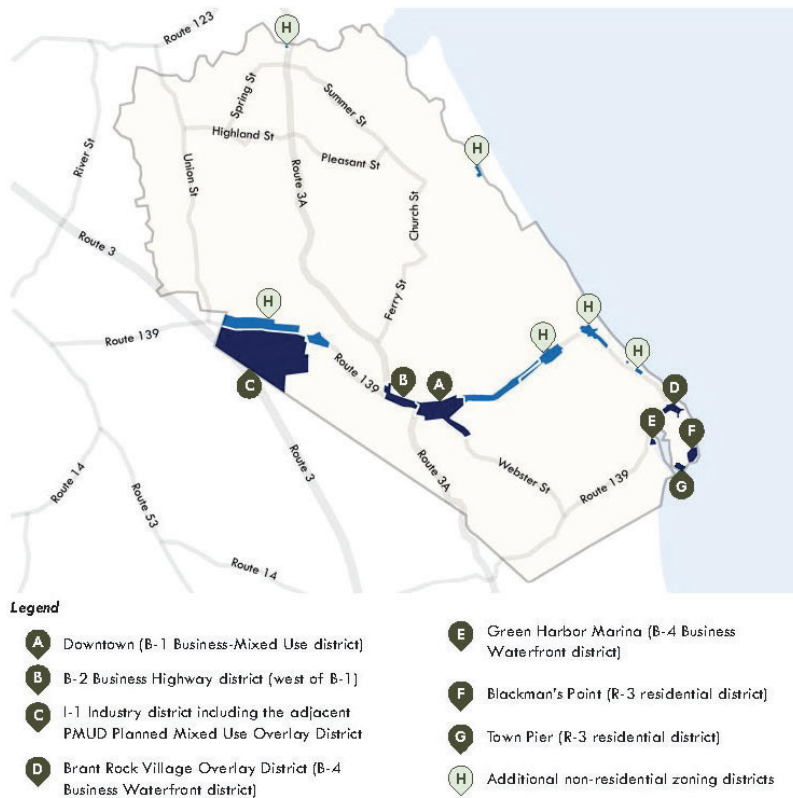 H
Route 123
Spring St
Summer St
Highland St
Pleasant St
River St
Union St
Route 3A
Church St
H
Route 3
Ferry St
H
H
Route 139
H
H
B
A
Route 139
C
D
E
F
Route 3
Route 3A
Webster St
Route 139
G
Route 14
Route 53
Route 14
Legend
A Downtown (B-1 Business-Mixed Use district)
B B-2 Business Highway district (west of B-1)
C I-1 Industry district including the adjacent
PMUD Planned Mixed Use Overlay District
D Brant Rock Village Overlay District (B-4
Business Waterfront district)
E Green Harbor Marina (B-4 Business
Waterfront district)
F Blackman's Point (R-3 residential district)
G Town Pier (R-3 residential district)
H Additional non-residential zoning districts